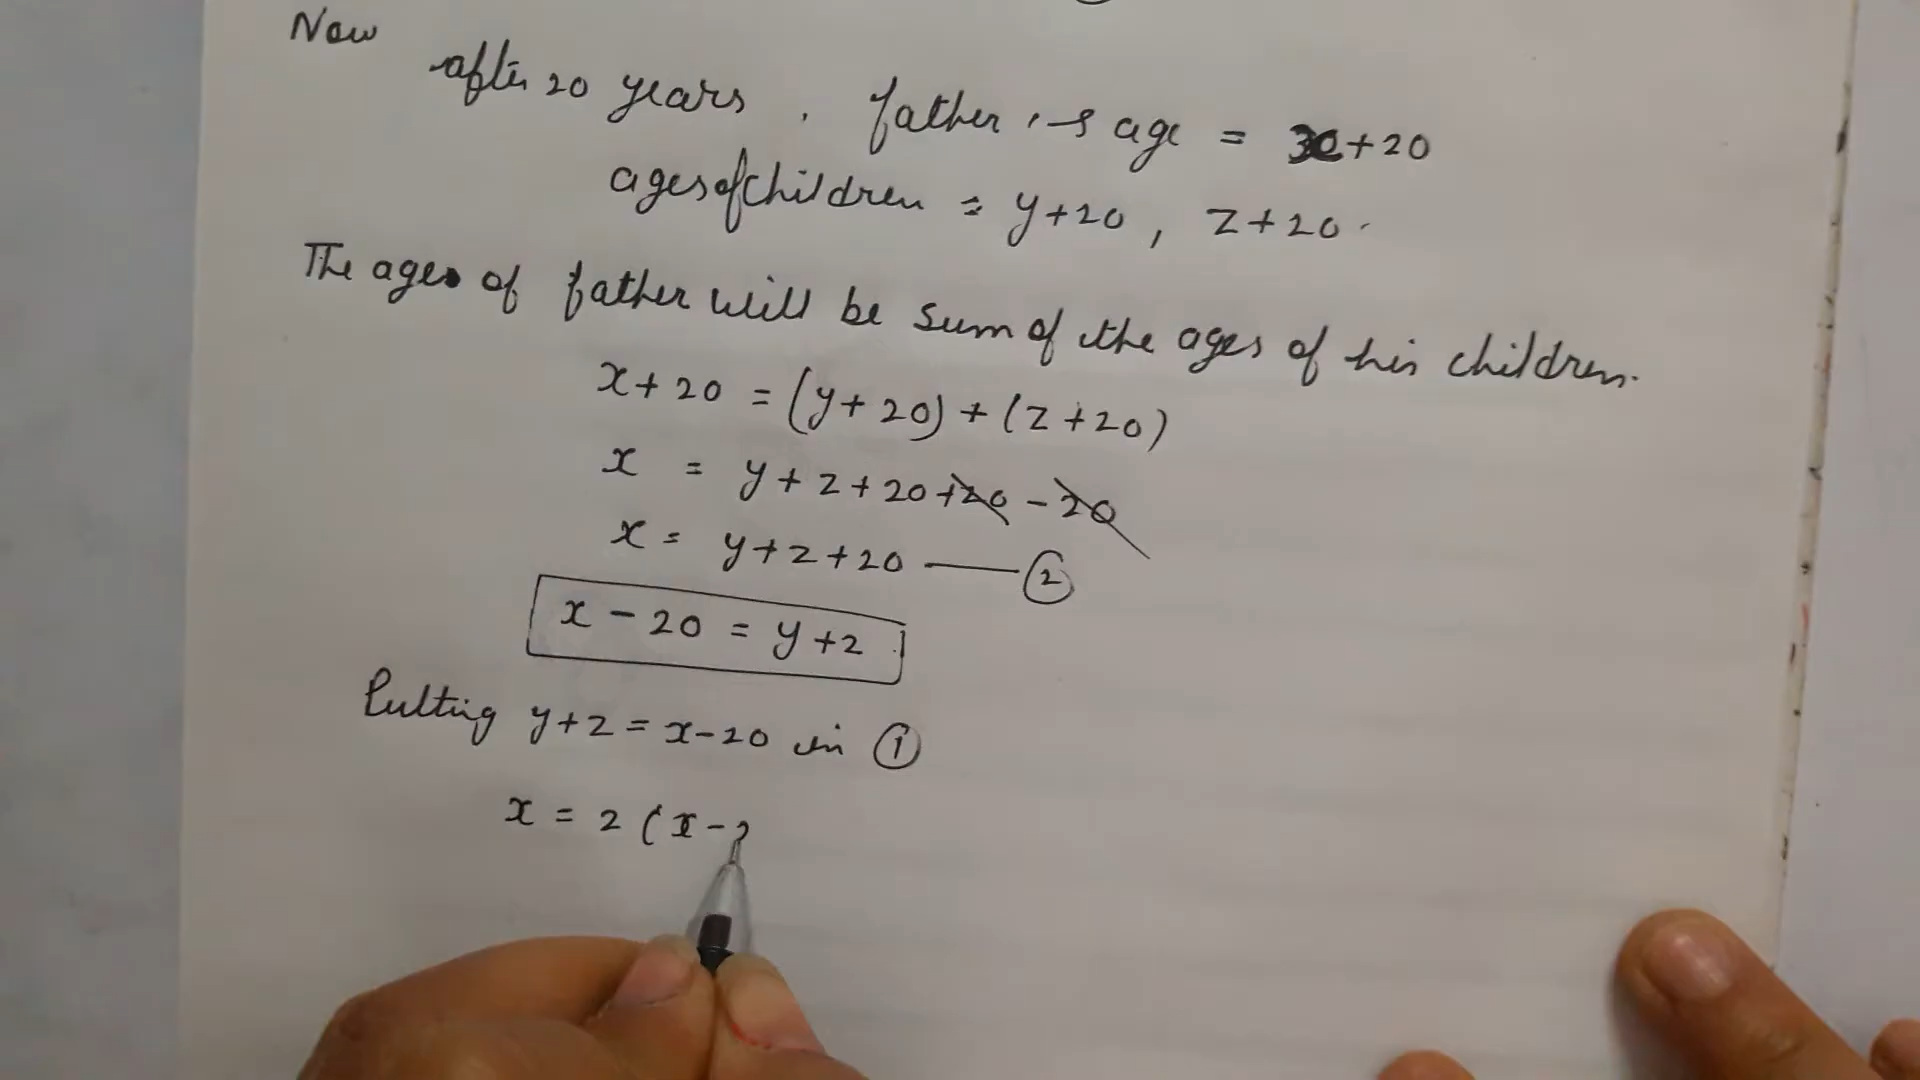 Now
after 20 years, father's age = x+20
ages of children = y+20, z+20.
The ages of father will be sum of the ages of his children.
x+20 = (y+20) + (z+20)
x = y+z+20+20-20
x = y+z+20 —— ②
x - 20 = y+z
Putting y+z = x-20 in ①
x = 2(x-2